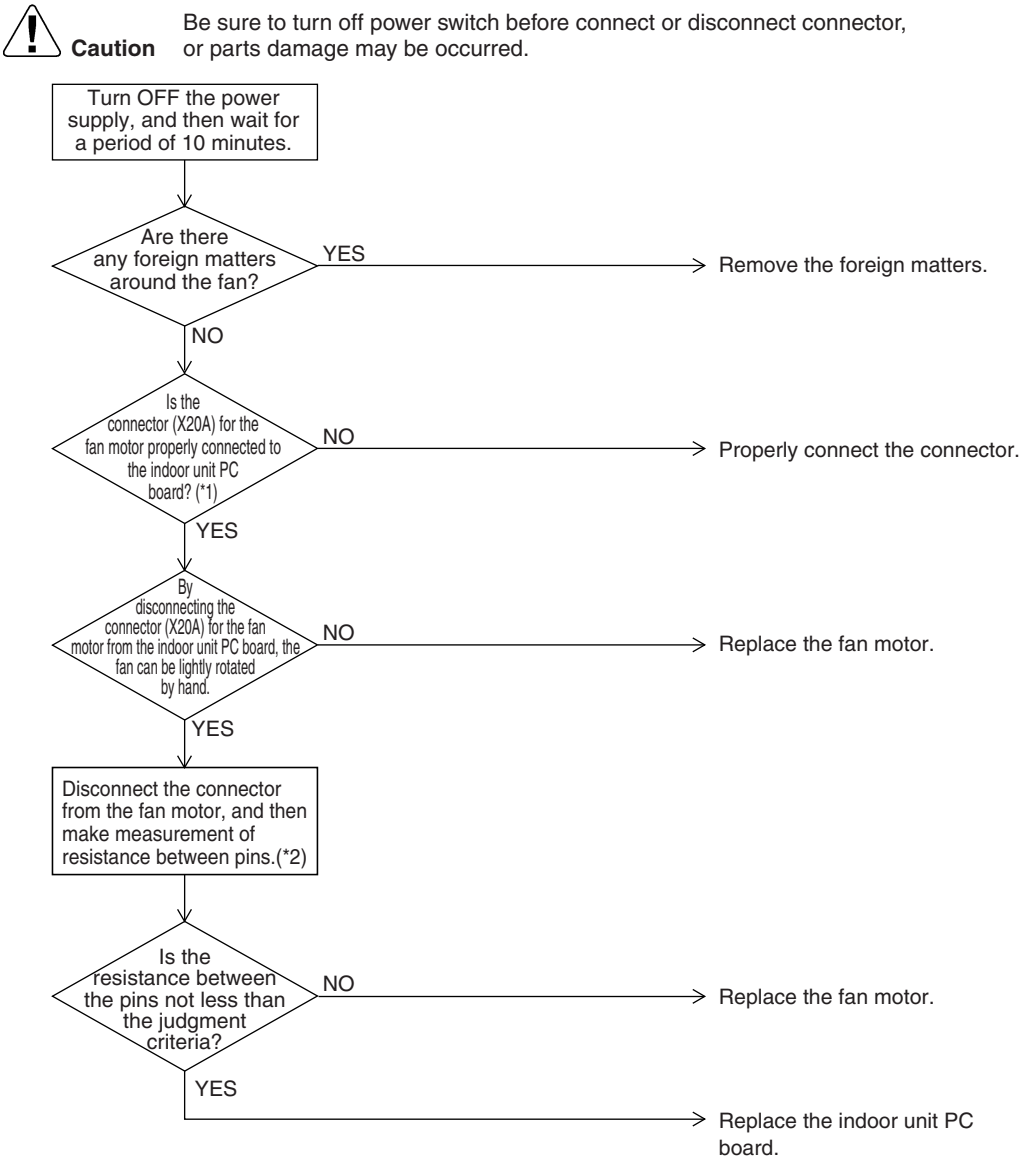 Caution
Be sure to turn off power switch before connect or disconnect connector,
or parts damage may be occurred.
Turn OFF the power
supply, and then wait for
a period of 10 minutes.
Are there
any foreign matters
around the fan?
YES
Remove the foreign matters.
NO
Is the
connector (X20A) for the
fan motor properly connected to
the indoor unit PC
board? (*1)
NO
Properly connect the connector.
YES
By
disconnecting the
connector (X20A) for the fan
motor from the indoor unit PC board, the
fan can be lightly rotated
by hand.
NO
Replace the fan motor.
YES
Disconnect the connector
from the fan motor, and then
make measurement of
resistance between pins.(*2)
Is the
resistance between
the pins not less than
the judgment
criteria?
NO
Replace the fan motor.
YES
Replace the indoor unit PC
board.